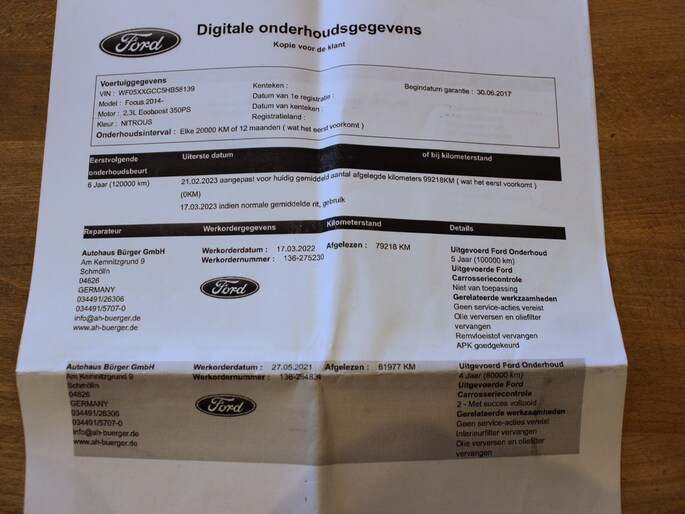 Ford
Digitale onderhoudsgegevens
Kopie voor de klant
Voertuiggegevens
VIN : WF05XXGCC5HB58139
Model : Focus 2014-
Motor : 2,3L Ecoboost 350PS
Kleur : NITROUS
Kenteken :
Datum van 1e registratie :
Datum van kenteken :
Registratieland :
Begindatum garantie : 30.06.2017
Onderhoudsinterval : Elke 20000 KM of 12 maanden ( wat het eerst voorkomt )
Eerstvolgende onderhoudsbeurt
Uiterste datum
of bij kilometerstand
6 Jaar (120000 km)
21.02.2023 aangepast voor huidig gemiddeld aantal afgelegde kilometers 99218KM ( wat het eerst voorkomt )
(0KM)
17.03.2023 indien normale gemiddelde rit, gebruik
Reparateur
Werkordergegevens
Kilometerstand
Details
Autohaus Bürger GmbH
Am Kemnitzgrund 9
Schmölln
04626
GERMANY
034491/26306
034491/5707-0
info@ah-buerger.de
www.ah-buerger.de
Werkorderdatum : 17.03.2022
Werkordernummer : 136-275230
Ford
Afgelezen : 79218 KM
Uitgevoerd Ford Onderhoud
5 Jaar (100000 km)
Uitgevoerde Ford
Carrosseriecontrole
Niet van toepassing
Gerelateerde werkzaamheden
Geen service-acties vereist
Olie verversen en oliefilter
vervangen
Remvloeistof vervangen
APK goedgekeurd
Autohaus Bürger GmbH
Am Kemnitzgrund 9
Schmölln
04626
GERMANY
034491/26306
034491/5707-0
info@ah-buerger.de
www.ah-buerger.de
Werkorderdatum : 27.05.2021
Werkordernummer :
Ford
Afgelezen : 61977 KM
Uitgevoerd Ford Onderhoud
4 Jaar (80000 km)
Uitgevoerde Ford
Carrosseriecontrole
2 - Met succes voltooid
Gerelateerde werkzaamheden
Geen service-acties vereist
Interieurfilter vervangen
Olie verversen en oliefilter
vervangen